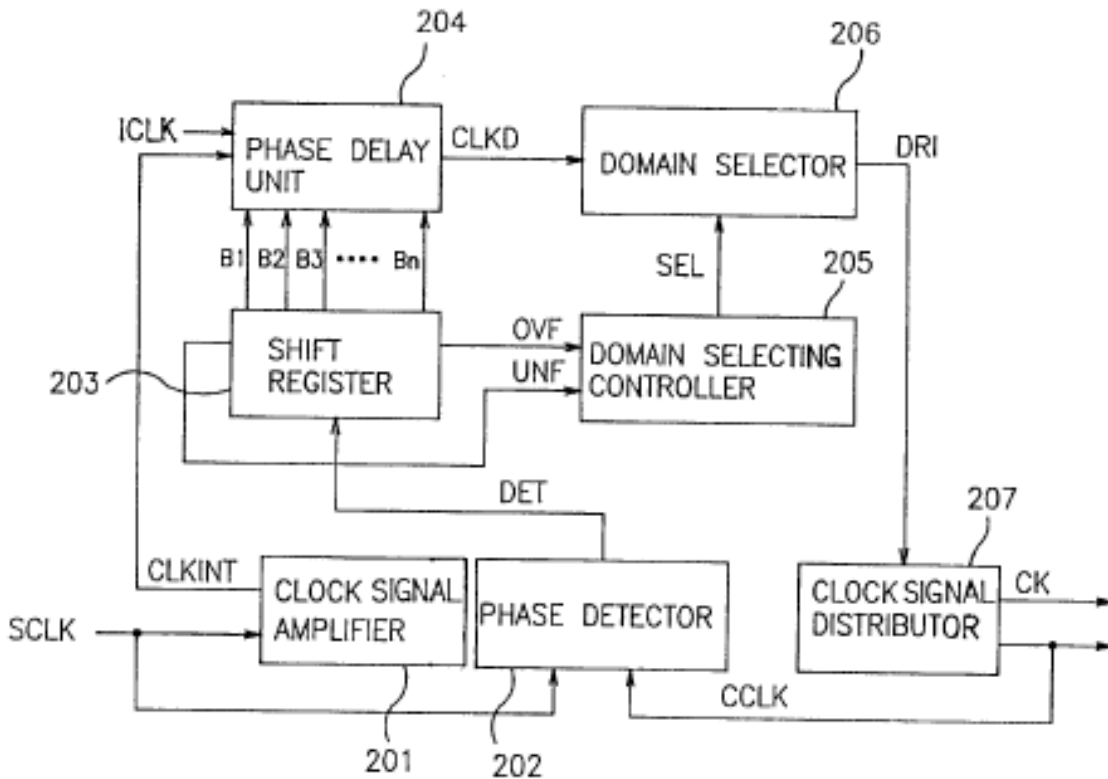 204
206
ICLK
PHASE DELAY
UNIT
CLKD
DOMAIN SELECTOR
DRI
B1 B2 B3 •••• Bn
SEL
205
SHIFT
REGISTER
OVF
UNF
DOMAIN SELECTING
CONTROLLER
203
DET
207
CLKINT
CLOCK SIGNAL
AMPLIFIER
PHASE DETECTOR
CLOCK SIGNAL
DISTRIBUTOR
CK
SCLK
CCLK
201
202